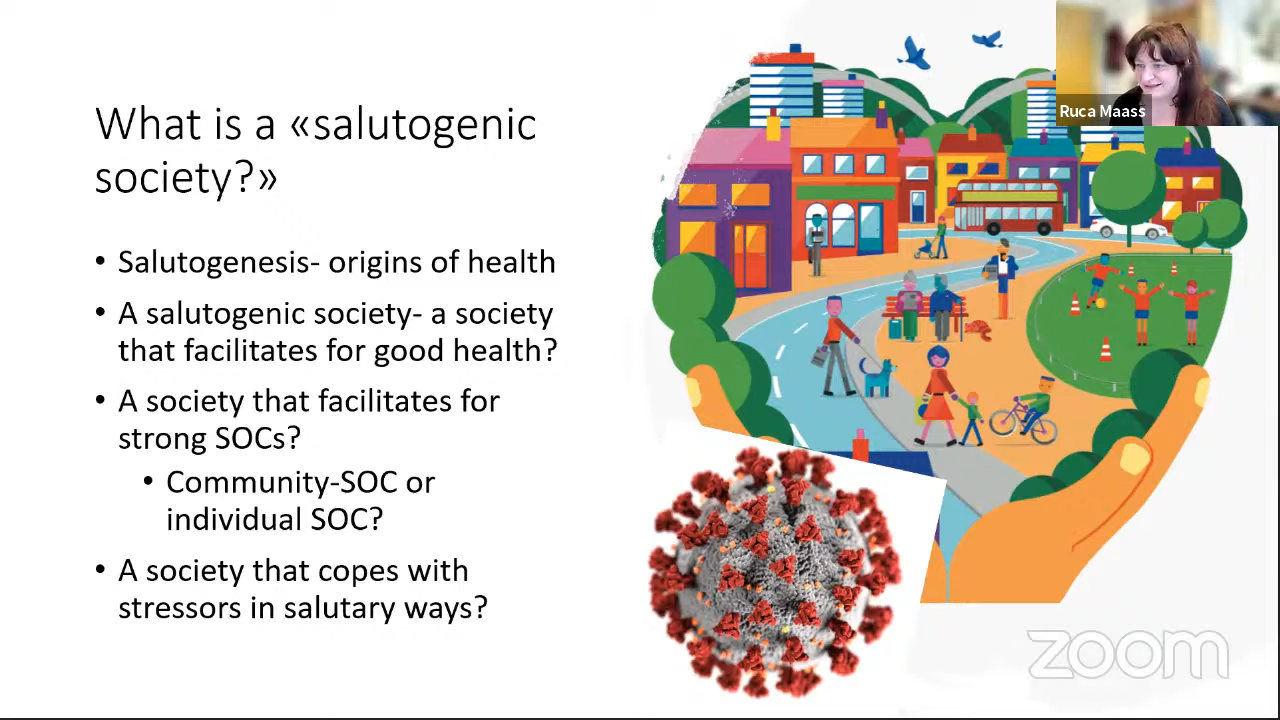 What is a «salutogenic
society?»
• Salutogenesis- origins of health
• A salutogenic society- a society
that facilitates for good health?
• A society that facilitates for
strong SOCs?
• Community-SOC or
individual SOC?
• A society that copes with
stressors in salutary ways?
Ruca Maass
zoom